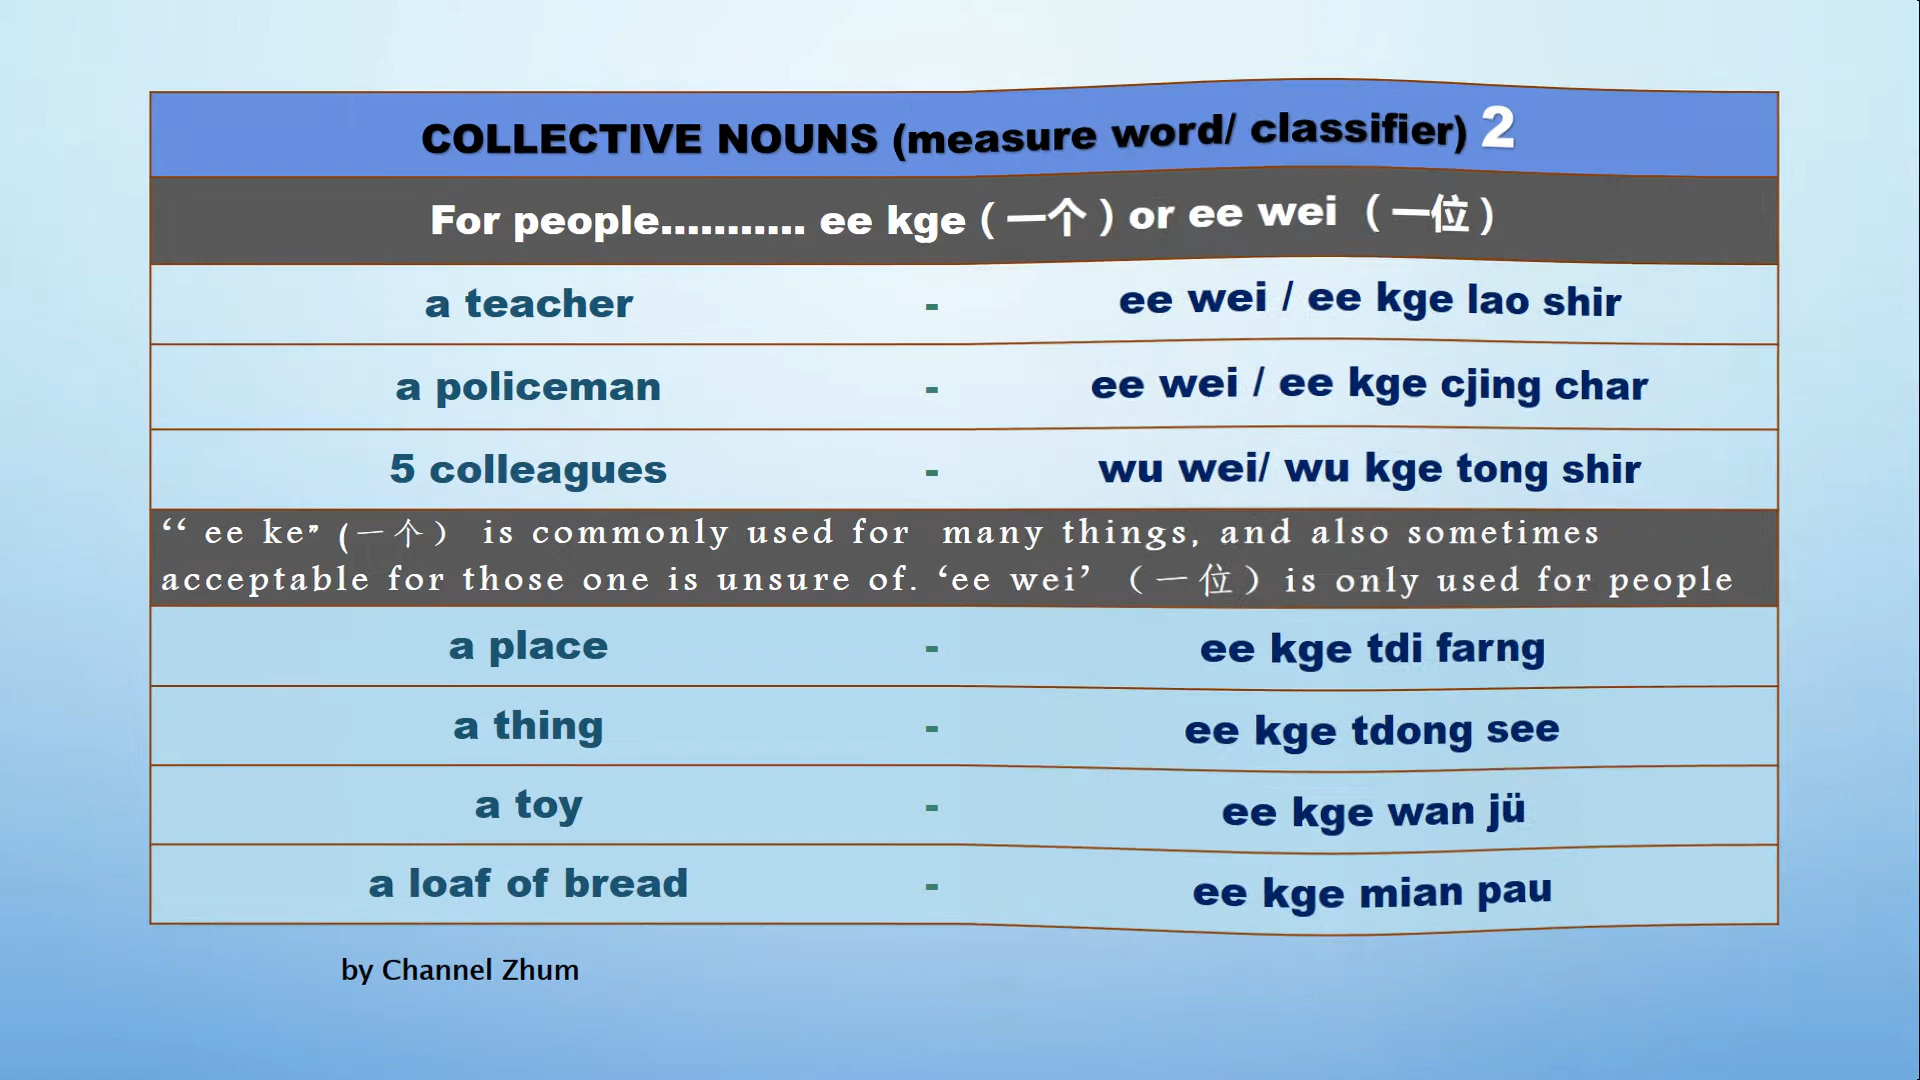 COLLECTIVE NOUNS (measure word/ classifier) 2
For people........... ee kge (一个) or ee wei (一位)
a teacher - ee wei / ee kge lao shir
a policeman - ee wei / ee kge cjing char
5 colleagues - wu wei/ wu kge tong shir
‘‘ ee ke” (一个) is commonly used for many things, and also sometimes
acceptable for those one is unsure of. ‘ee wei’ (一位) is only used for people
a place - ee kge tdi farng
a thing - ee kge tdong see
a toy - ee kge wan jü
a loaf of bread - ee kge mian pau
by Channel Zhum